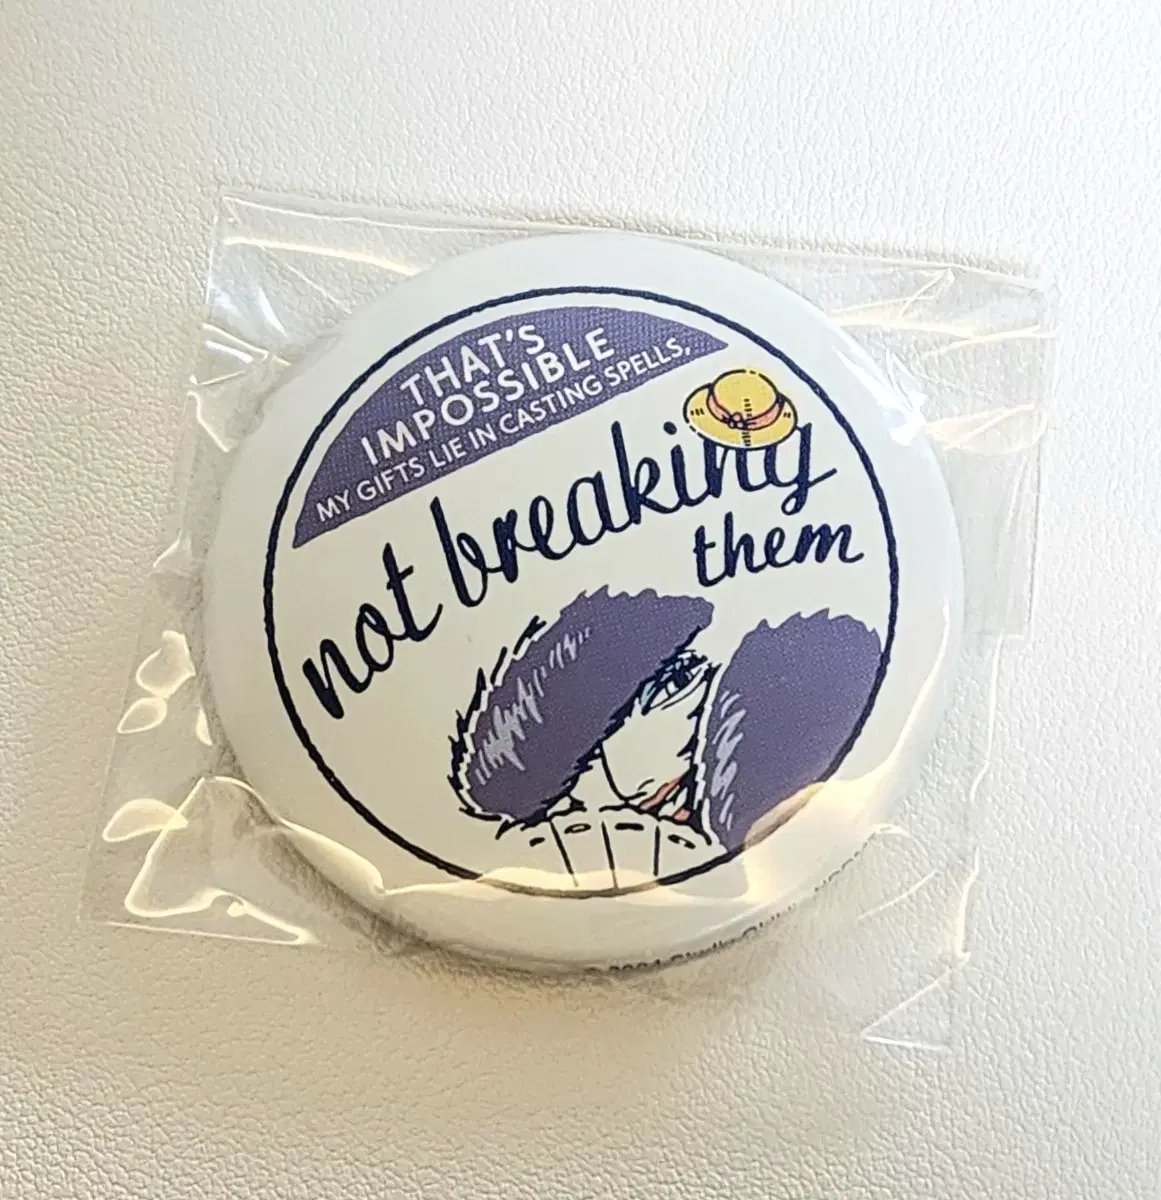 THAT'S
IMPOSSIBLE
MY GIFTS LIE IN CASTING SPELLS,
not breaking
them